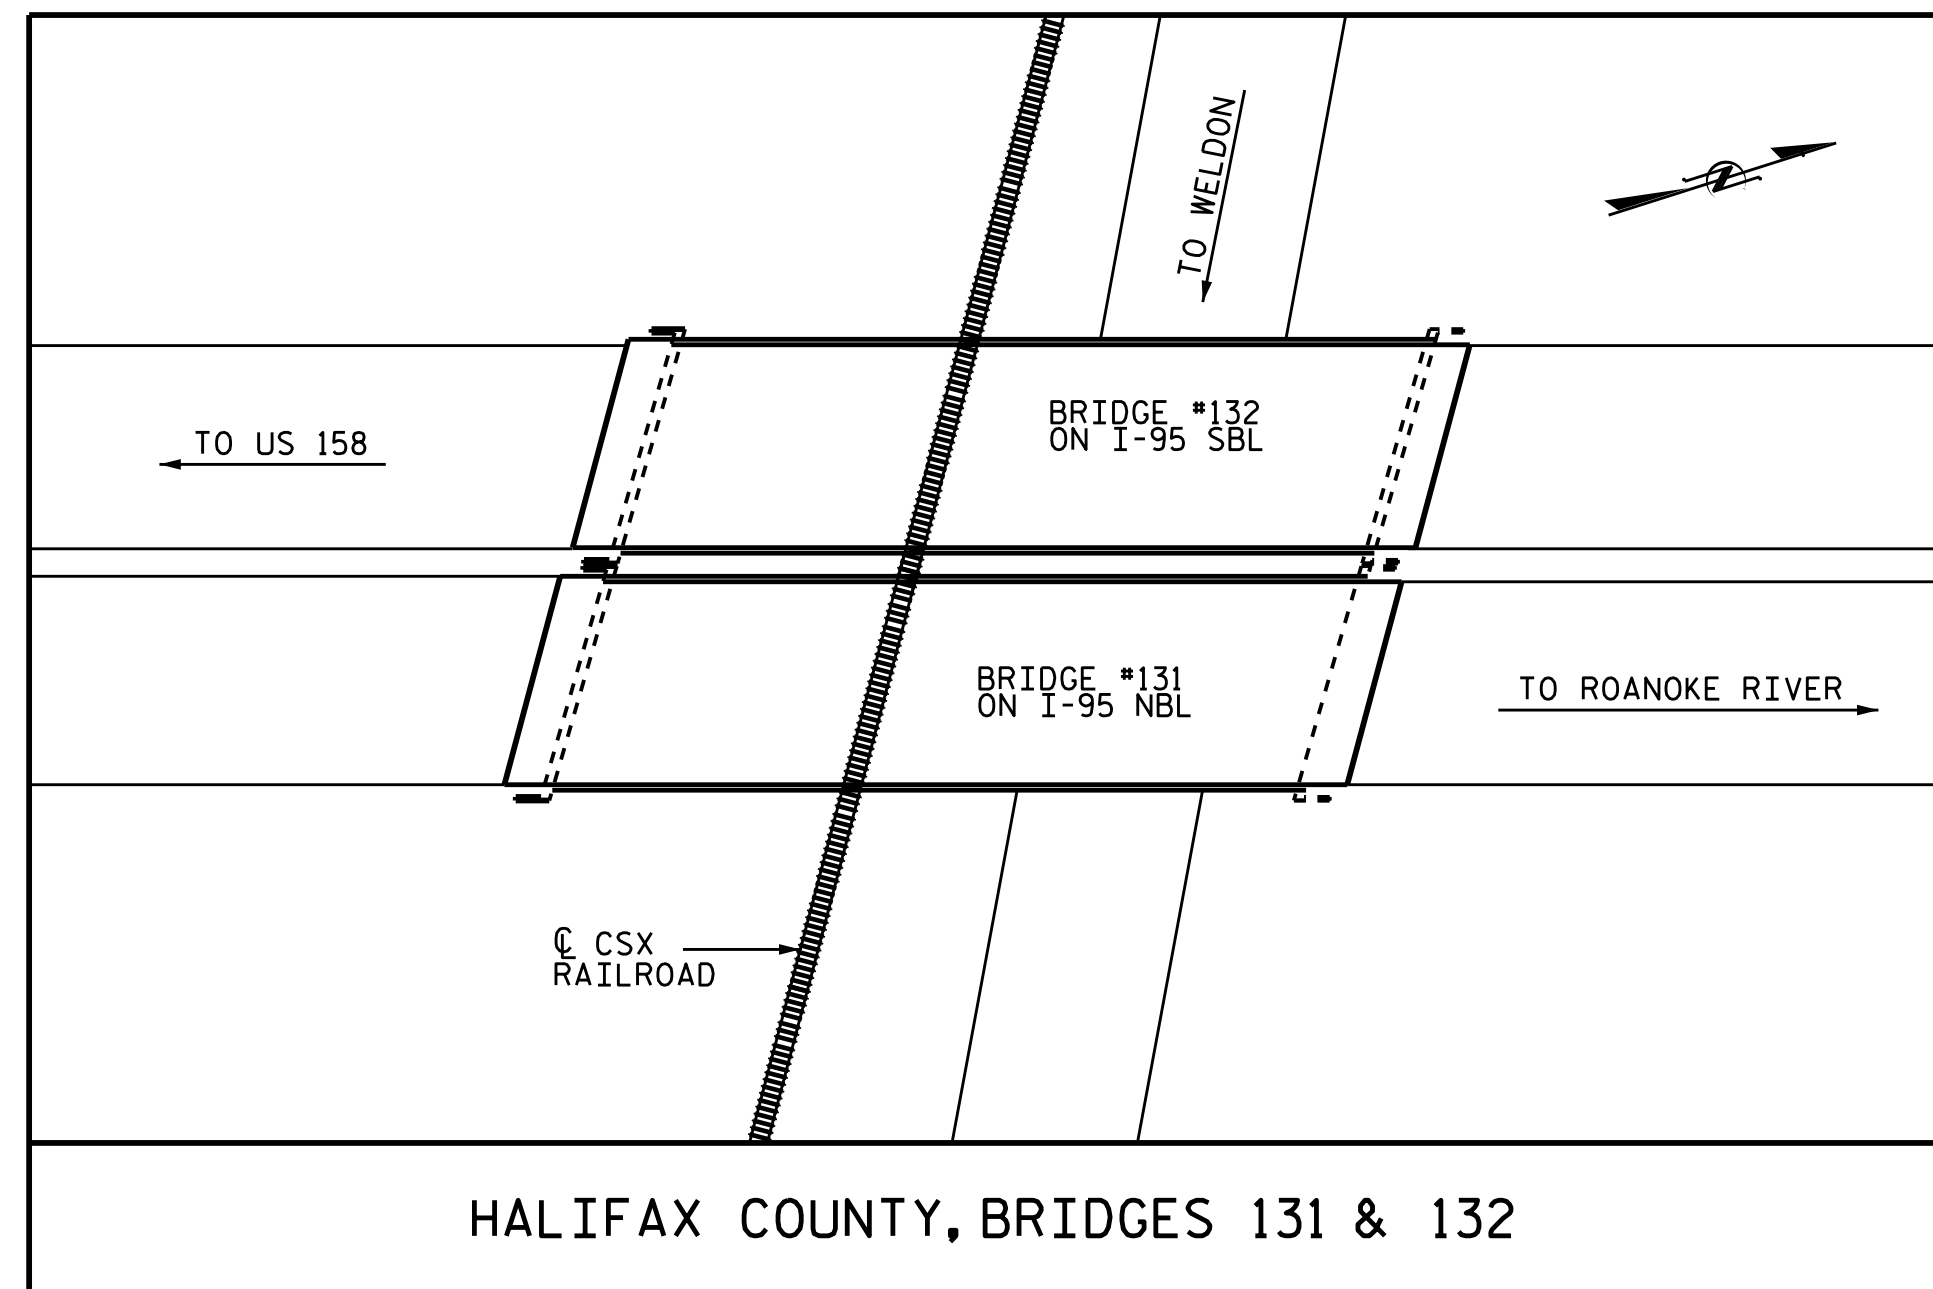 TO WELDON
N
BRIDGE #132
ON I-95 SBL
TO US 158
BRIDGE #131
ON I-95 NBL
TO ROANOKE RIVER
℄ CSX
RAILROAD
HALIFAX COUNTY, BRIDGES 131 & 132